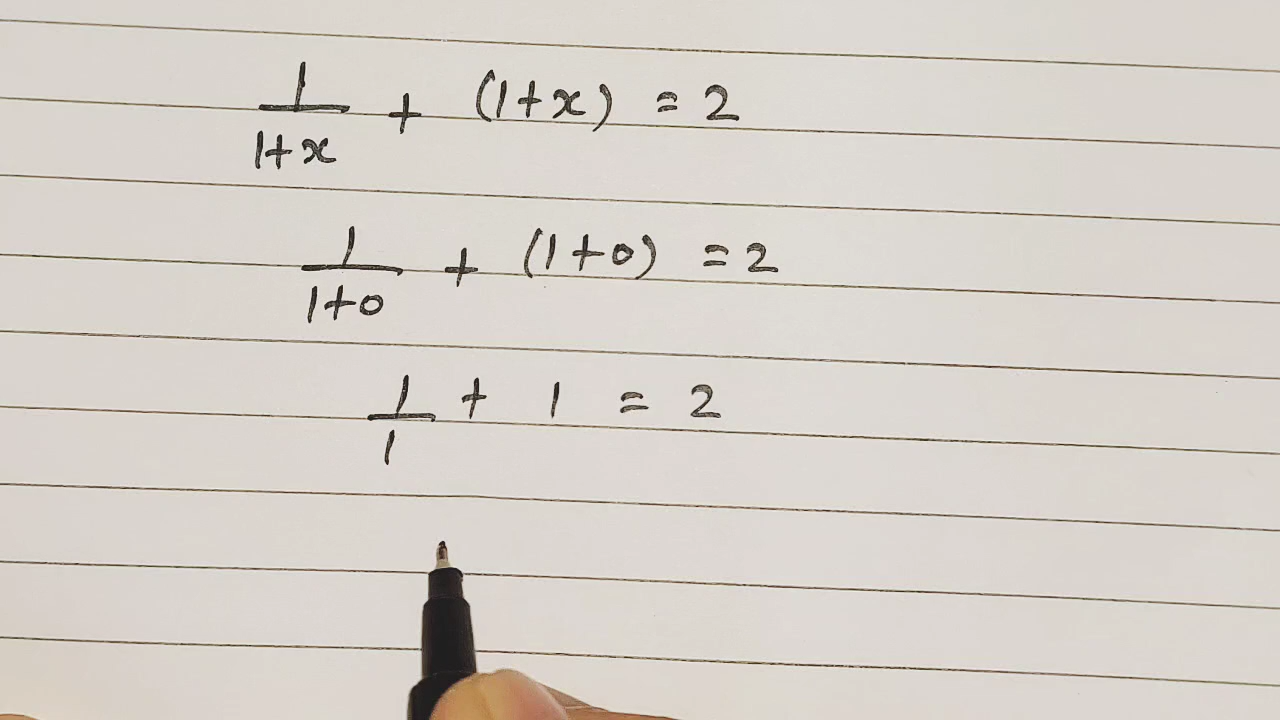 1/(1+x) + (1+x) = 2
1/(1+0) + (1+0) = 2
1/1 + 1 = 2